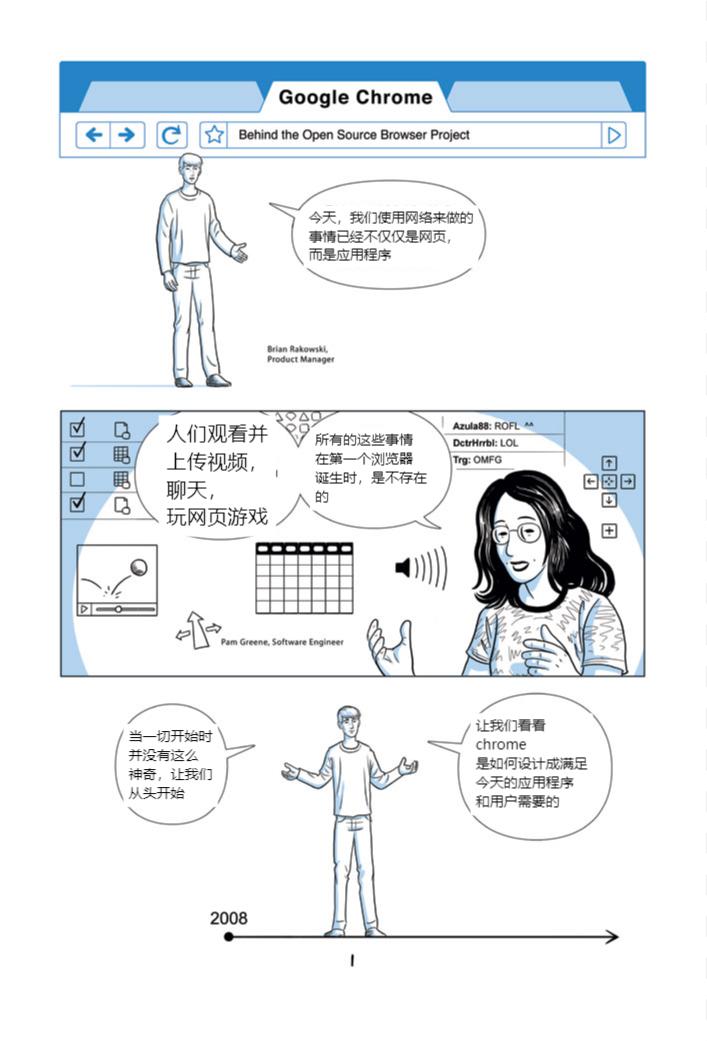 Google Chrome
Behind the Open Source Browser Project
今天，我们使用网络来做的
事情已经不仅仅是网页，
而是应用程序
Brian Rakowski,
Product Manager
人们观看并
上传视频，
聊天，
玩网页游戏
所有的这些事情
在第一个浏览器
诞生时，是不存在
的
Azula88: ROFL ^^
DctrHrrbl: LOL
Trg: OMFG
Pam Greene, Software Engineer
当一切开始时
并没有这么
神奇，让我们
从头开始
让我们看看
chrome
是如何设计成满足
今天的应用程序
和用户需要的
2008
1